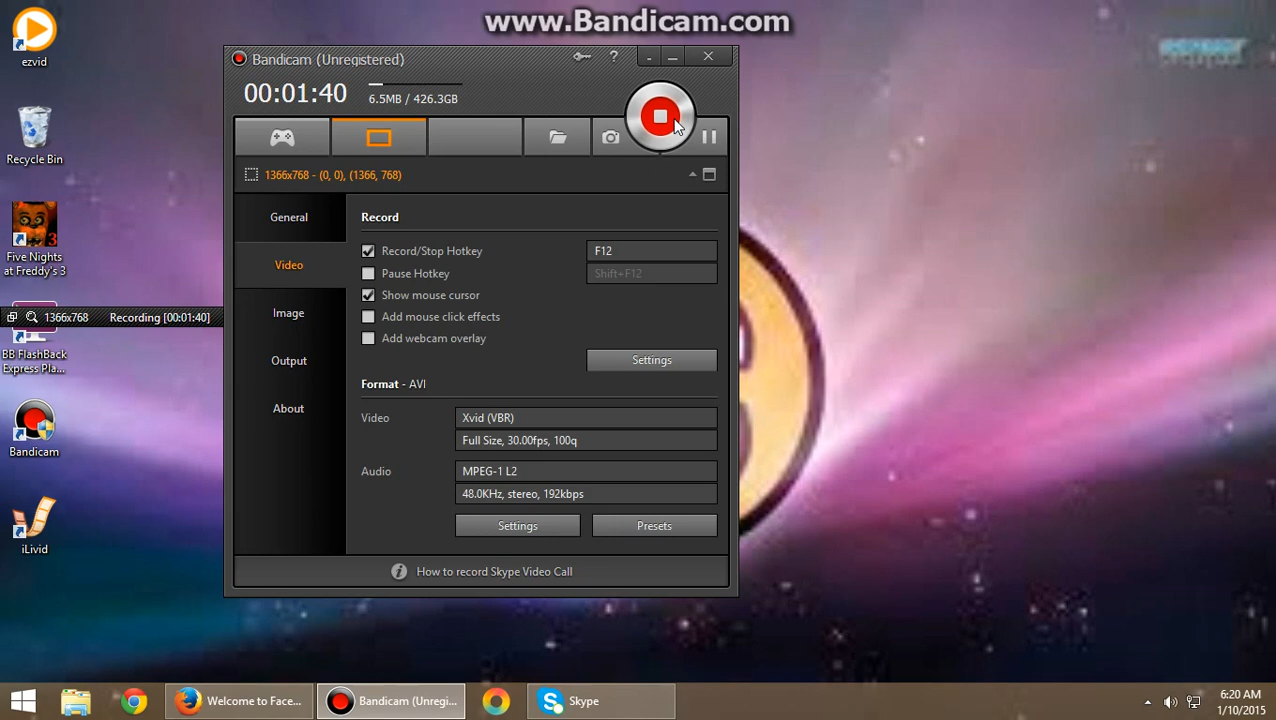 www.Bandicam.com
ezvid
Recycle Bin
Five Nights
at Freddy's 3
BB FlashBack
Express Pla...
Bandicam
iLivid
1366x768 Recording [00:01:40]
Bandicam (Unregistered)
?
00:01:40
6.5MB / 426.3GB
1366x768 - (0, 0), (1366, 768)
General
Video
Image
Output
About
Record
Record/Stop Hotkey F12
Pause Hotkey Shift+F12
Show mouse cursor
Add mouse click effects
Add webcam overlay
Settings
Format - AVI
Video Xvid (VBR)
Full Size, 30.00fps, 100q
Audio MPEG-1 L2
48.0KHz, stereo, 192kbps
Settings Presets
How to record Skype Video Call
Welcome to Face...
Bandicam (Unregi...
Skype
6:20 AM
1/10/2015